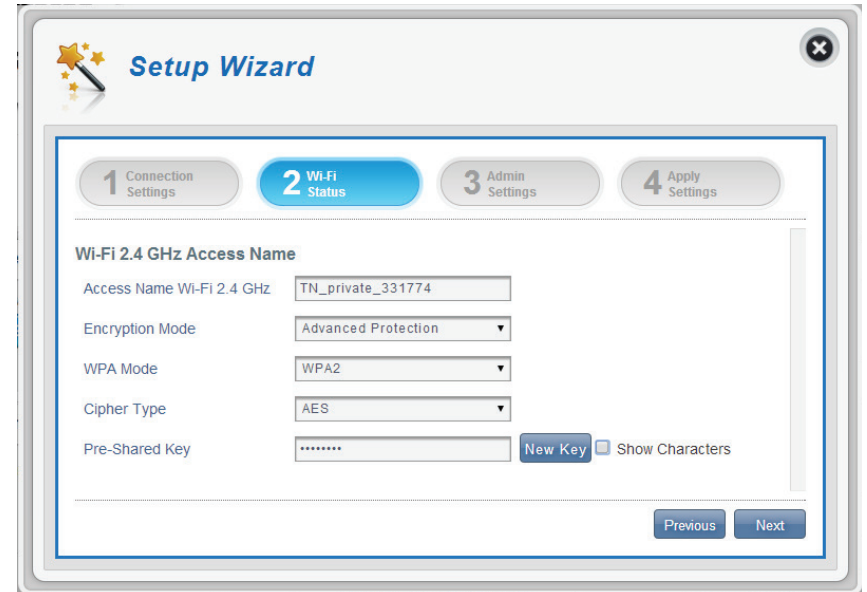 Setup Wizard
1 Connection Settings
2 Wi-Fi Status
3 Admin Settings
4 Apply Settings
Wi-Fi 2.4 GHz Access Name
Access Name Wi-Fi 2.4 GHz TN_private_331774
Encryption Mode Advanced Protection
WPA Mode WPA2
Cipher Type AES
Pre-Shared Key •••••••• New Key Show Characters
Previous Next